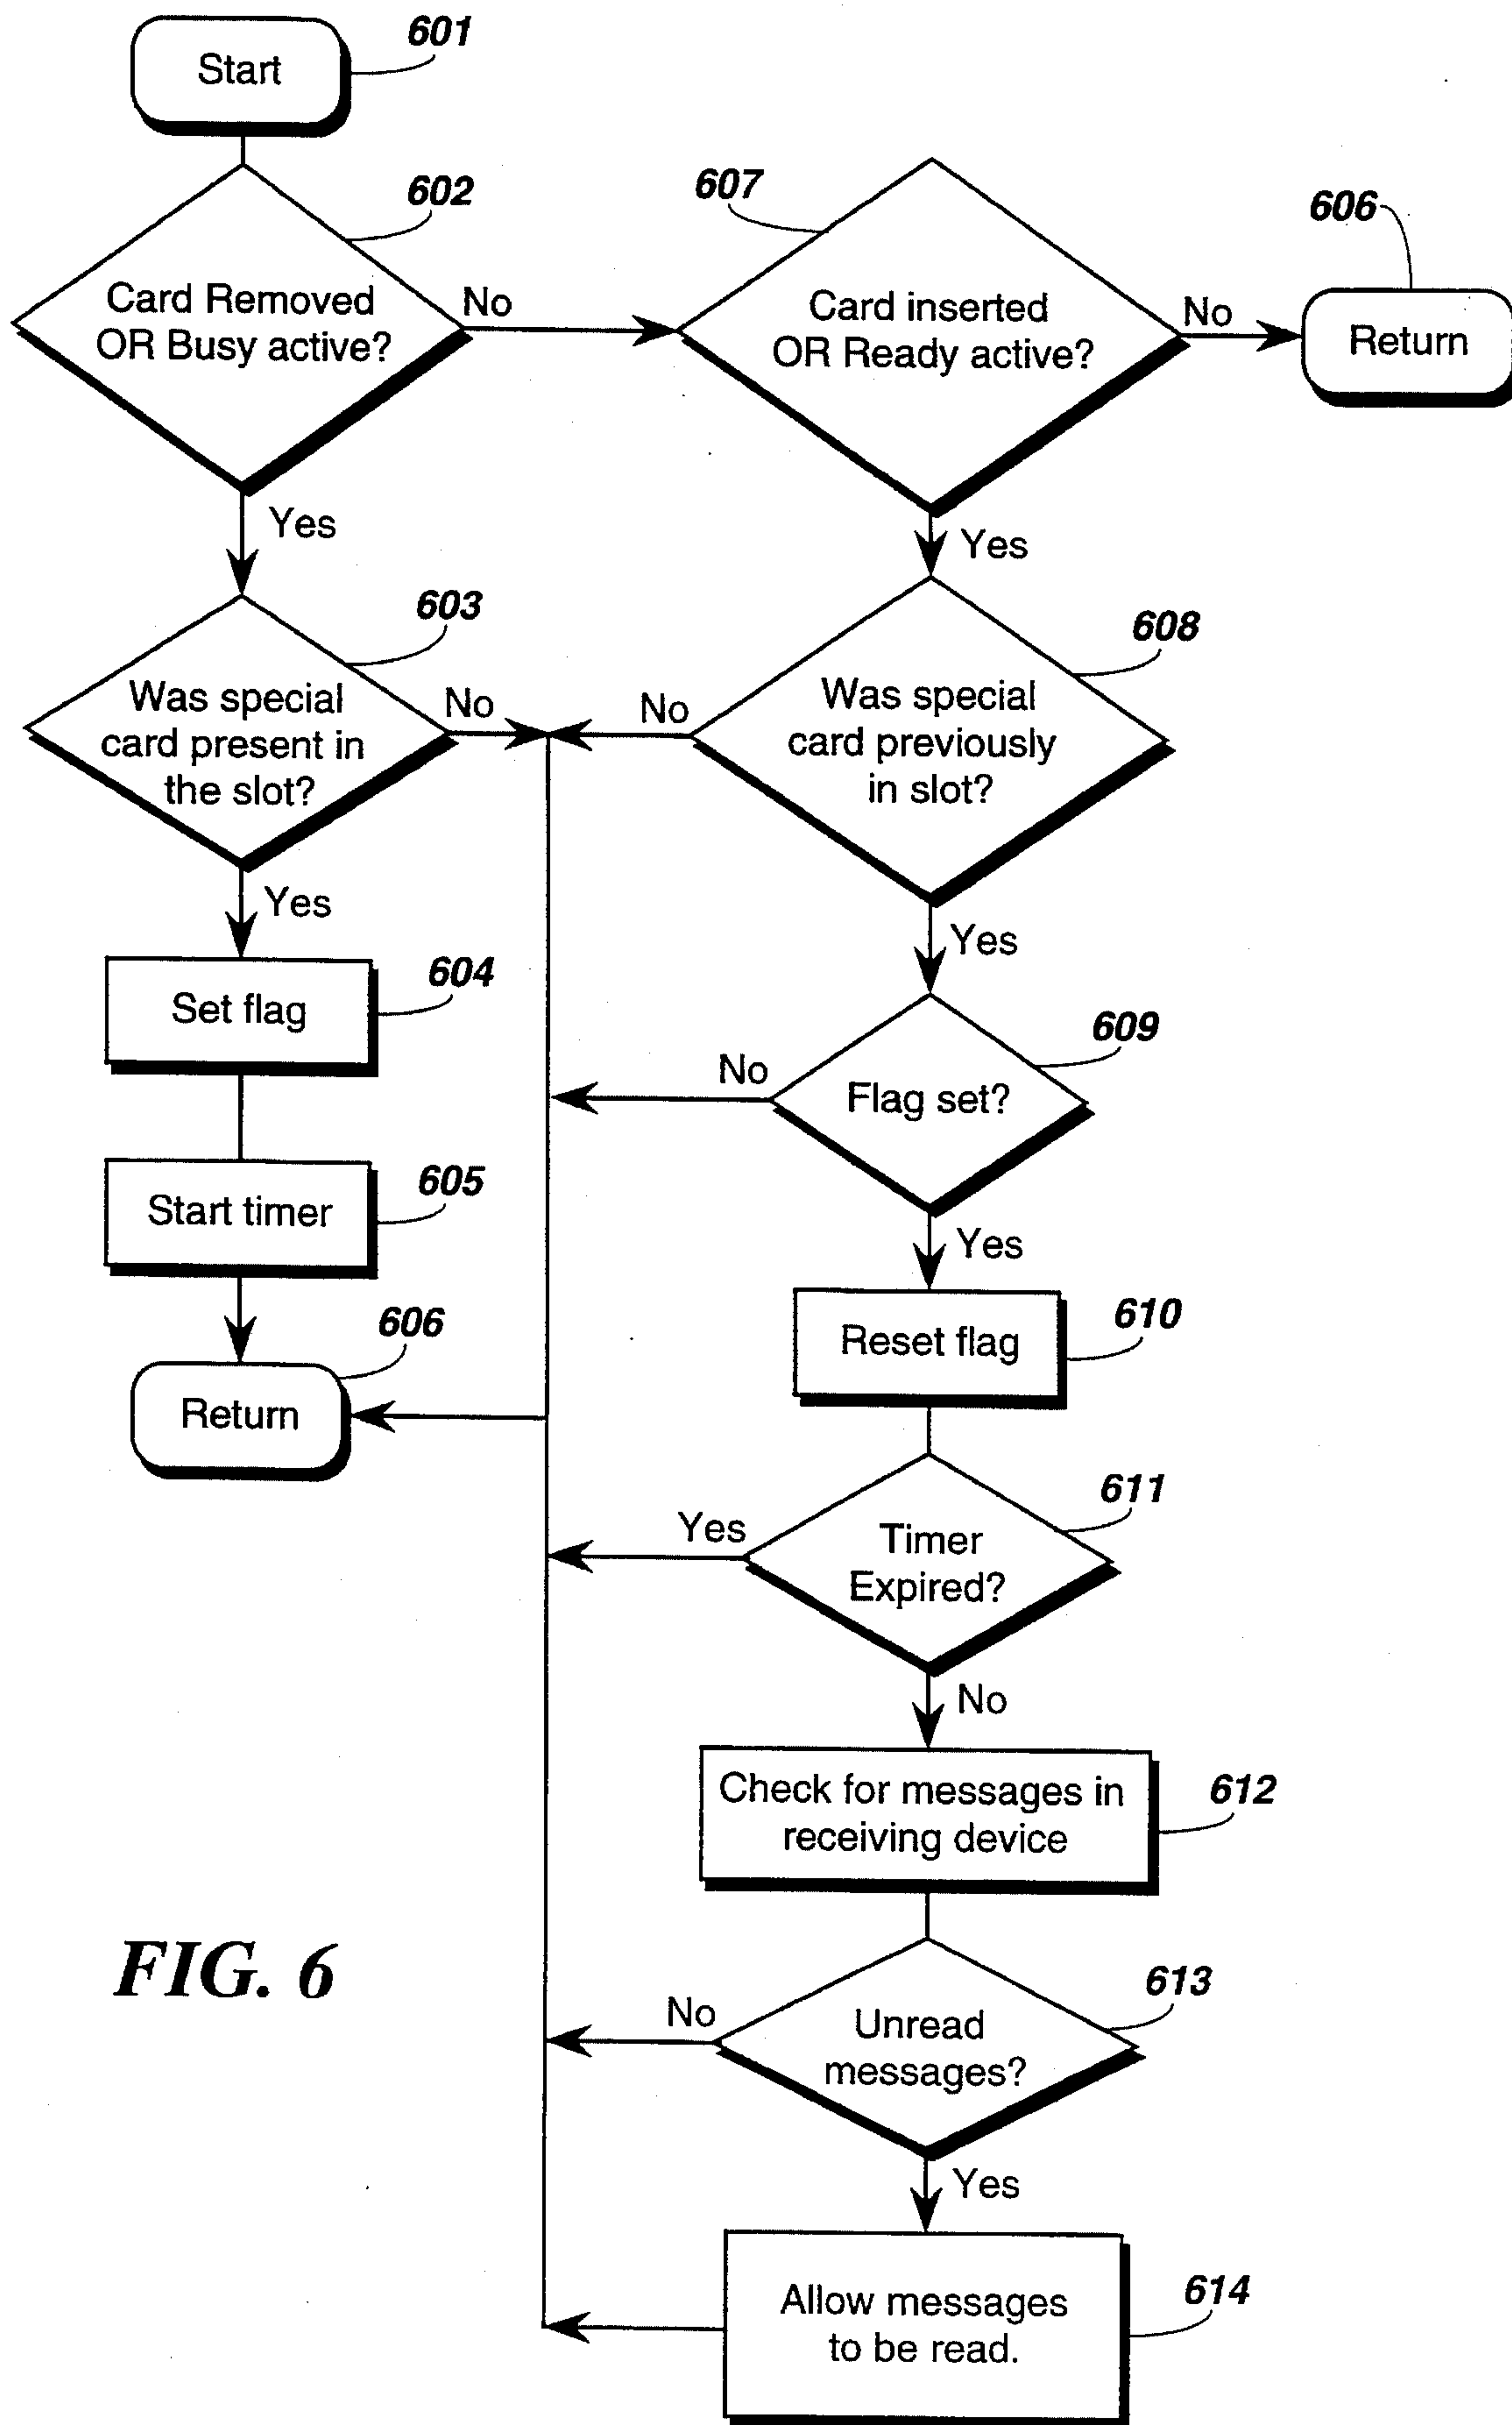 601
Start
602
Card Removed
OR Busy active?
No
Yes
607
Card inserted
OR Ready active?
No
Yes
606
Return
603
Was special
card present in
the slot?
No
Yes
608
Was special
card previously
in slot?
No
Yes
604
Set flag
605
Start timer
606
Return
609
Flag set?
No
Yes
610
Reset flag
611
Timer
Expired?
Yes
No
612
Check for messages in
receiving device
613
Unread
messages?
No
Yes
614
Allow messages
to be read.
FIG. 6